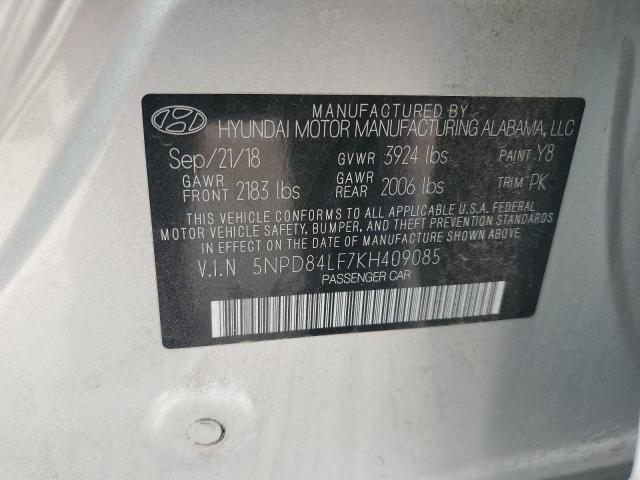 MANUFACTURED BY
HYUNDAI MOTOR MANUFACTURING ALABAMA, LLC
Sep/21/18 GVWR 3924 lbs PAINT Y8
GAWR FRONT 2183 lbs GAWR REAR 2006 lbs TRIM PK
THIS VEHICLE CONFORMS TO ALL APPLICABLE U.S.A. FEDERAL
MOTOR VEHICLE SAFETY, BUMPER, AND THEFT PREVENTION STANDARDS
IN EFFECT ON THE DATE OF MANUFACTURE SHOWN ABOVE.
V.I.N 5NPD84LF7KH409085
PASSENGER CAR